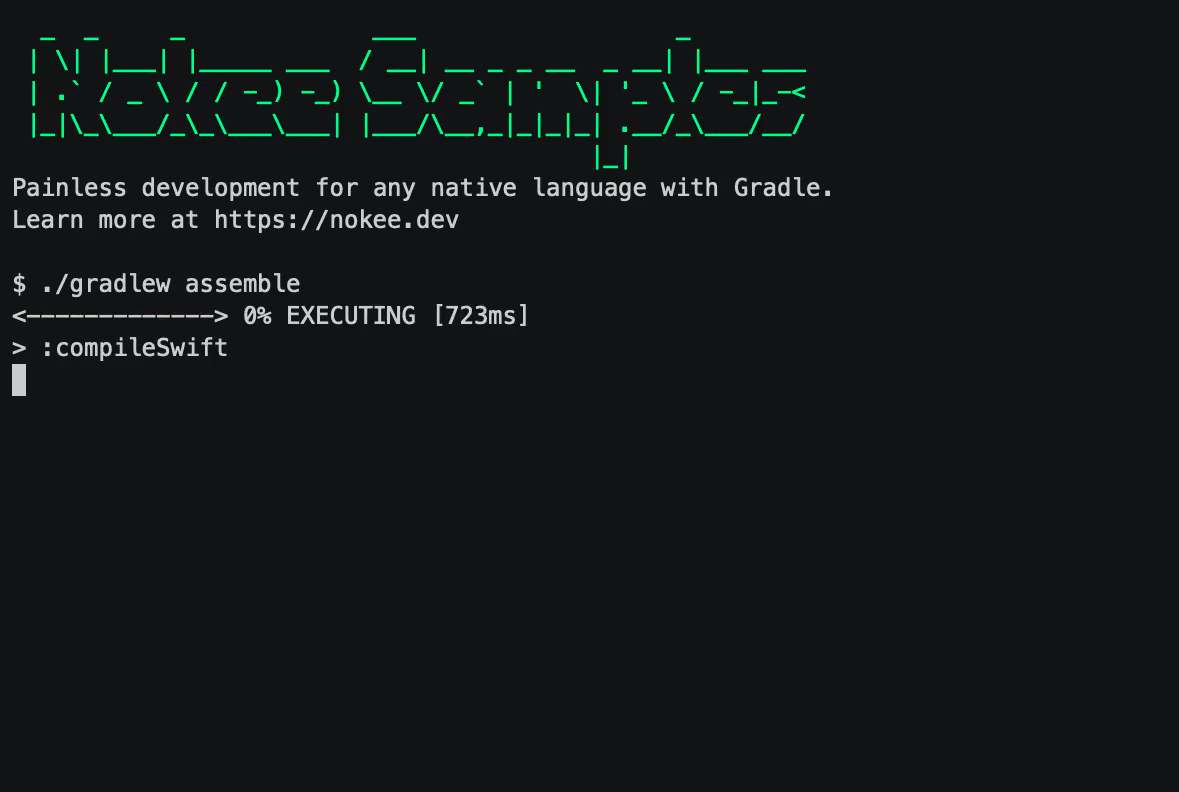 Nokee Samples
Painless development for any native language with Gradle.
Learn more at https://nokee.dev
$ ./gradlew assemble
<-------------> 0% EXECUTING [723ms]
> :compileSwift